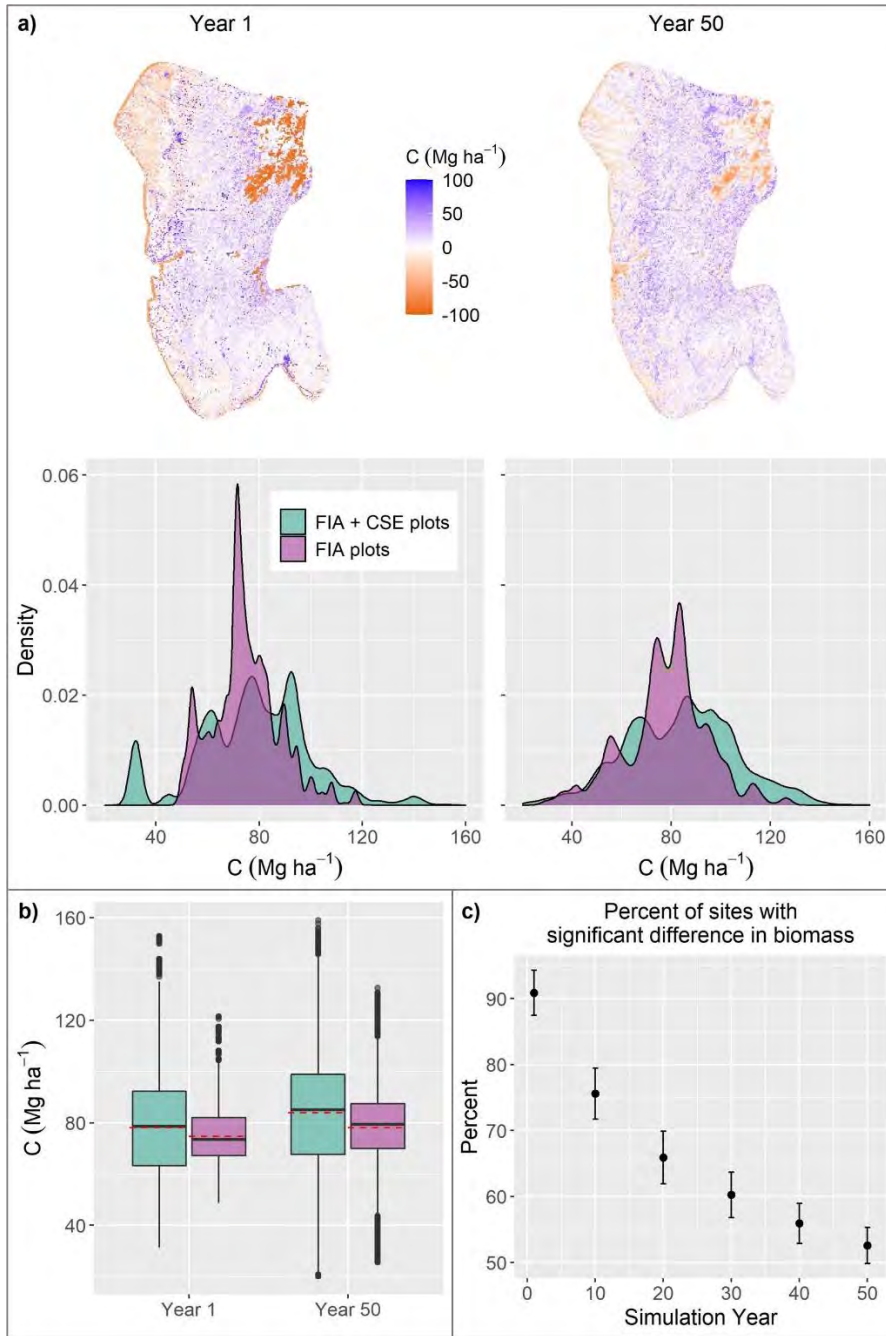 a)
Year 1
Year 50
C (Mg ha⁻¹)
100
50
0
-50
-100
0.06
0.04
0.02
0.00
Density
FIA + CSE plots
FIA plots
40
80
120
160
40
80
120
160
C (Mg ha⁻¹)
C (Mg ha⁻¹)
b)
160
120
80
40
C (Mg ha⁻¹)
Year 1
Year 50
c)
Percent of sites with
significant difference in biomass
90
80
70
60
50
Percent
0
10
20
30
40
50
Simulation Year